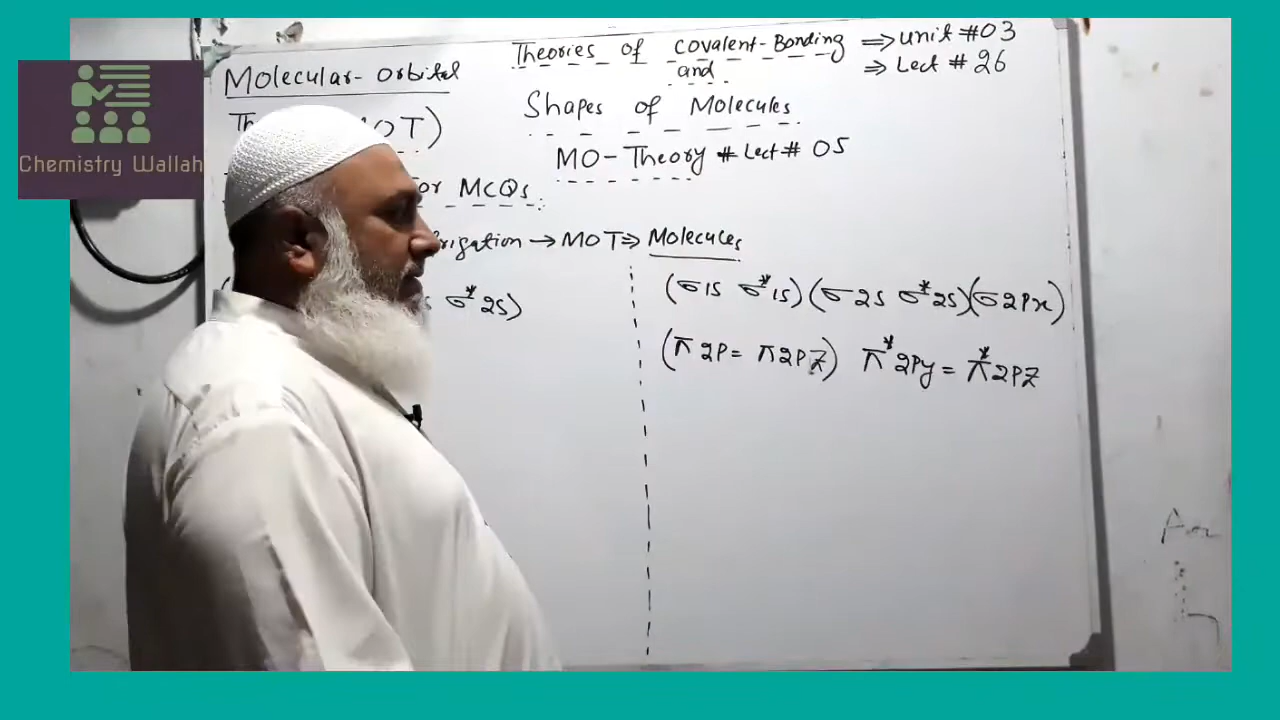 Theories of covalent-Bonding ⇒ unit #03
and ⇒ Lect # 26
Molecular-orbital
Shapes of Molecules
OT)
MO-Theory # Lect# 05
or MCQs
→ MOT ⇒ Molecules
σ*2s)
(σ1s σ*1s)(σ2s σ*2s)(σ2Px)
(π2P = π2PZ) π*2Py = π*2PZ
Chemistry Wallah